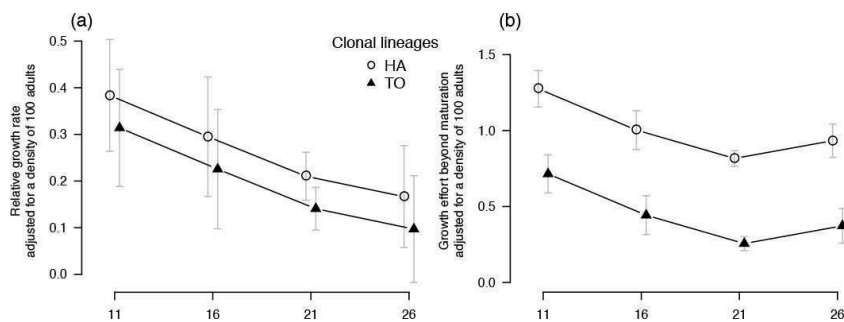 (a)
Relative growth rate
adjusted for a density of 100 adults
0.5
0.4
0.3
0.2
0.1
0.0
Clonal lineages
HA
TO
11 16 21 26
(b)
Growth effort beyond maturation
adjusted for a density of 100 adults
1.5
1.0
0.5
0.0
11 16 21 26